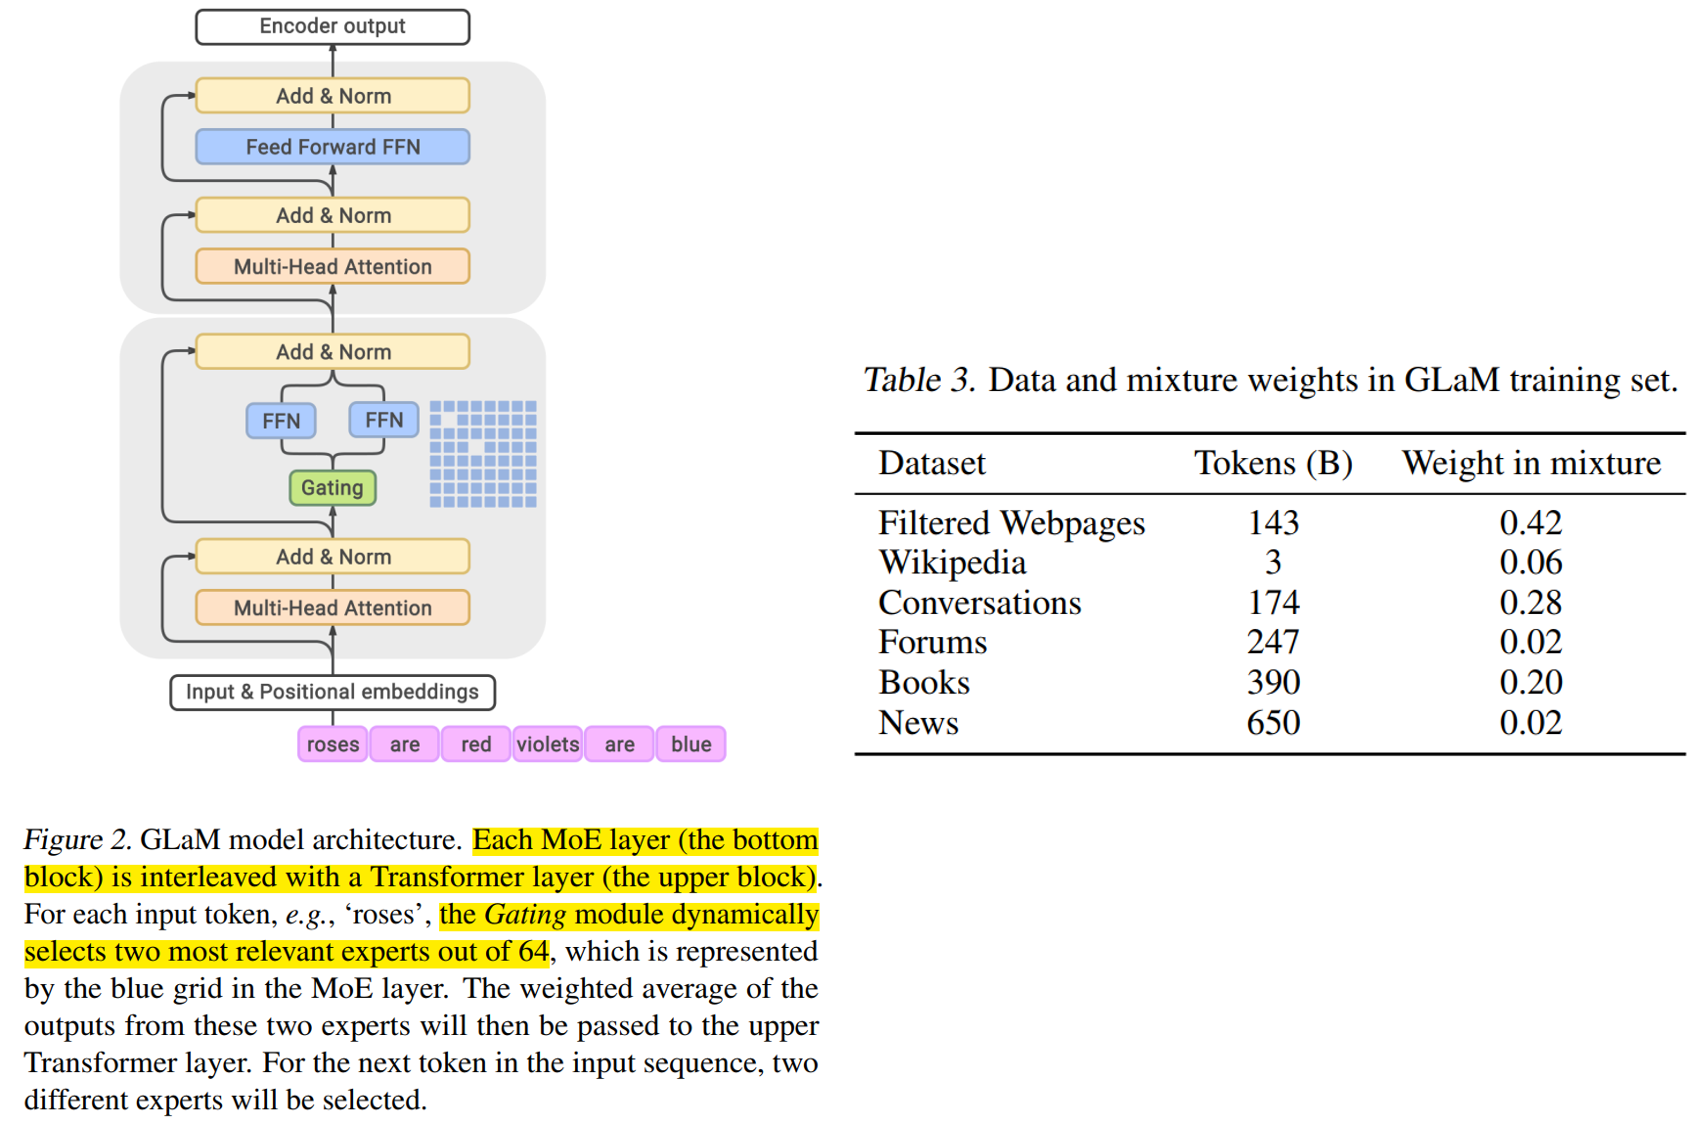 Encoder output
Add & Norm
Feed Forward FFN
Add & Norm
Multi-Head Attention
Add & Norm
FFN FFN
Gating
Add & Norm
Multi-Head Attention
Input & Positional embeddings
roses are red violets are blue
Figure 2. GLaM model architecture. Each MoE layer (the bottom
block) is interleaved with a Transformer layer (the upper block).
For each input token, e.g., ‘roses’, the Gating module dynamically
selects two most relevant experts out of 64, which is represented
by the blue grid in the MoE layer. The weighted average of the
outputs from these two experts will then be passed to the upper
Transformer layer. For the next token in the input sequence, two
different experts will be selected.
Table 3. Data and mixture weights in GLaM training set.
Dataset Tokens (B) Weight in mixture
Filtered Webpages 143 0.42
Wikipedia 3 0.06
Conversations 174 0.28
Forums 247 0.02
Books 390 0.20
News 650 0.02